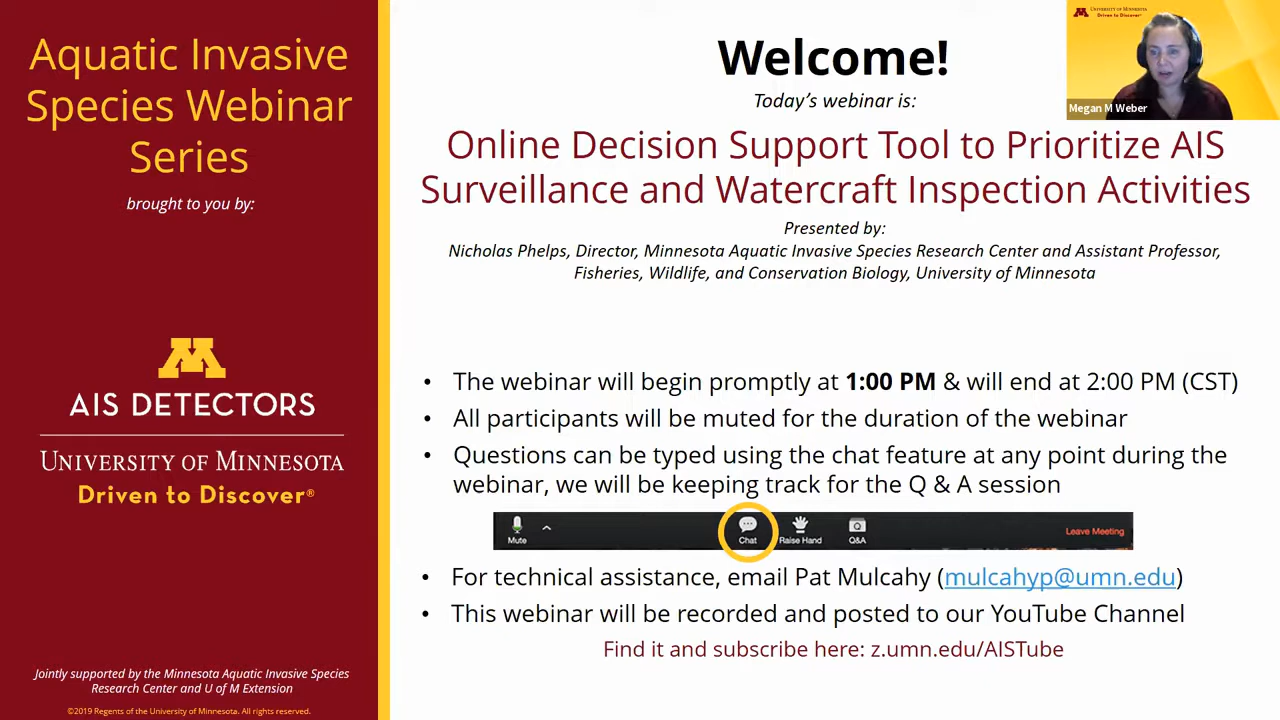 Aquatic Invasive
Species Webinar
Series
brought to you by:
AIS DETECTORS
UNIVERSITY OF MINNESOTA
Driven to Discover®
Jointly supported by the Minnesota Aquatic Invasive Species
Research Center and U of M Extension
©2019 Regents of the University of Minnesota. All rights reserved.
Welcome!
Today's webinar is:
Online Decision Support Tool to Prioritize AIS
Surveillance and Watercraft Inspection Activities
Presented by:
Nicholas Phelps, Director, Minnesota Aquatic Invasive Species Research Center and Assistant Professor,
Fisheries, Wildlife, and Conservation Biology, University of Minnesota
• The webinar will begin promptly at 1:00 PM & will end at 2:00 PM (CST)
• All participants will be muted for the duration of the webinar
• Questions can be typed using the chat feature at any point during the
webinar, we will be keeping track for the Q & A session
Mute Chat Raise Hand Q&A Leave Meeting
• For technical assistance, email Pat Mulcahy (mulcahyp@umn.edu)
• This webinar will be recorded and posted to our YouTube Channel
Find it and subscribe here: z.umn.edu/AISTube
UNIVERSITY OF MINNESOTA
Driven to Discover®
Megan M Weber